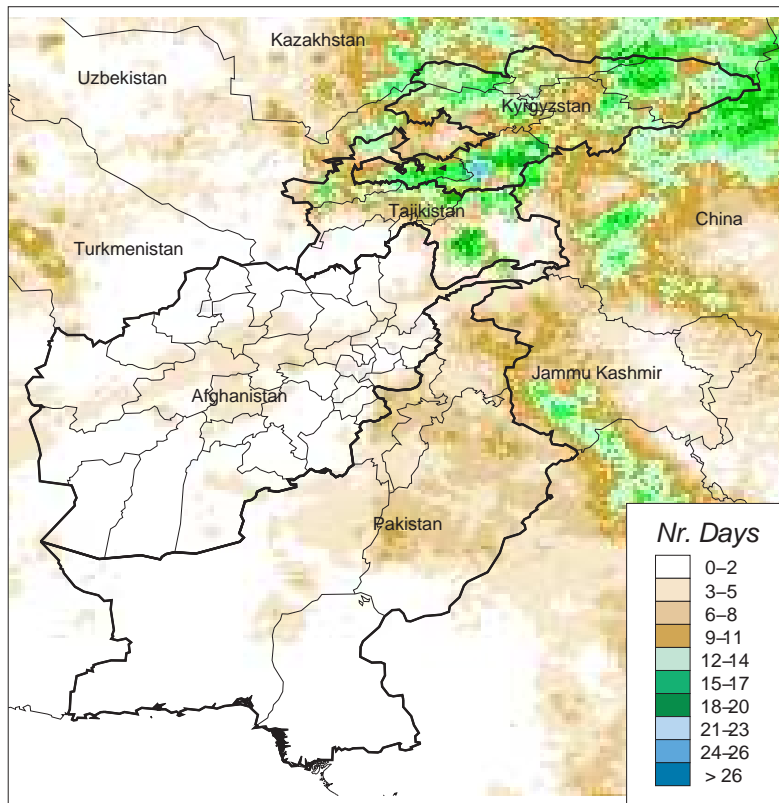 Kazakhstan
Uzbekistan
Kyrgyzstan
Tajikistan
China
Turkmenistan
Jammu Kashmir
Afghanistan
Pakistan
Nr. Days
0–2
3–5
6–8
9–11
12–14
15–17
18–20
21–23
24–26
> 26